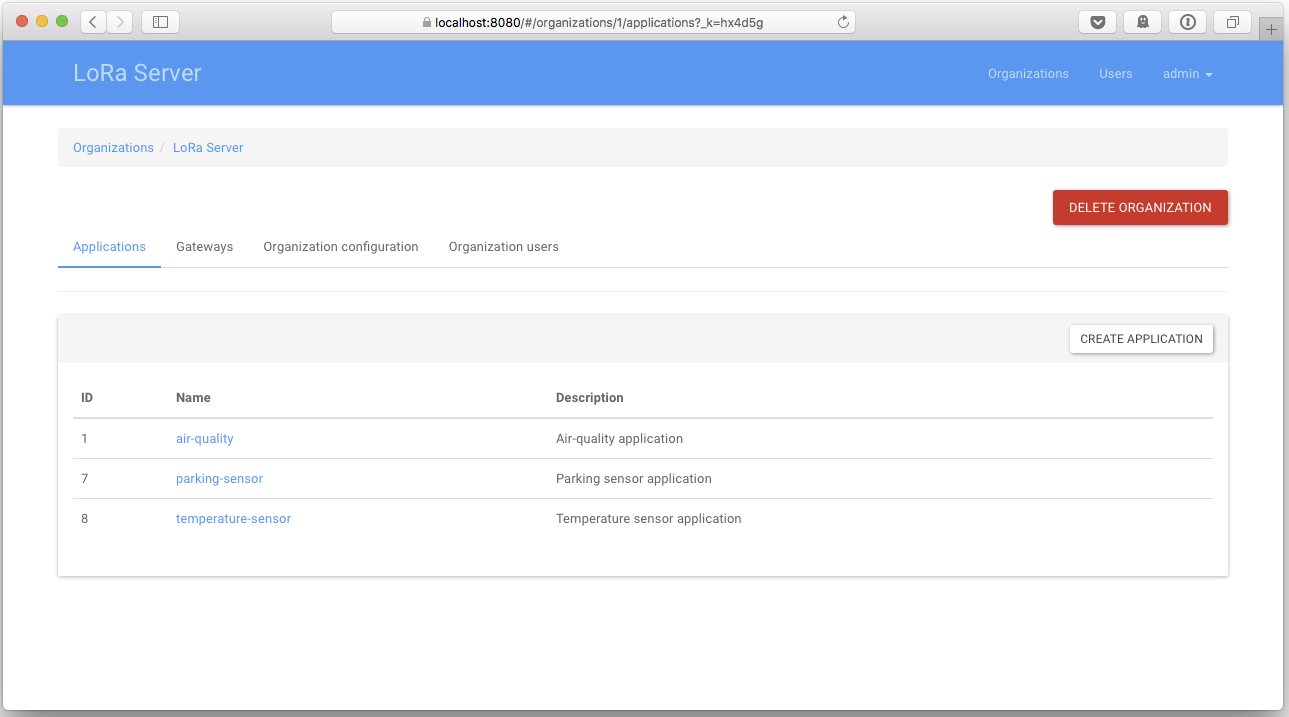 localhost:8080/#/organizations/1/applications?_k=hx4d5g
LoRa Server Organizations Users admin
Organizations / LoRa Server
DELETE ORGANIZATION
Applications Gateways Organization configuration Organization users
CREATE APPLICATION
ID Name Description
1 air-quality Air-quality application
7 parking-sensor Parking sensor application
8 temperature-sensor Temperature sensor application